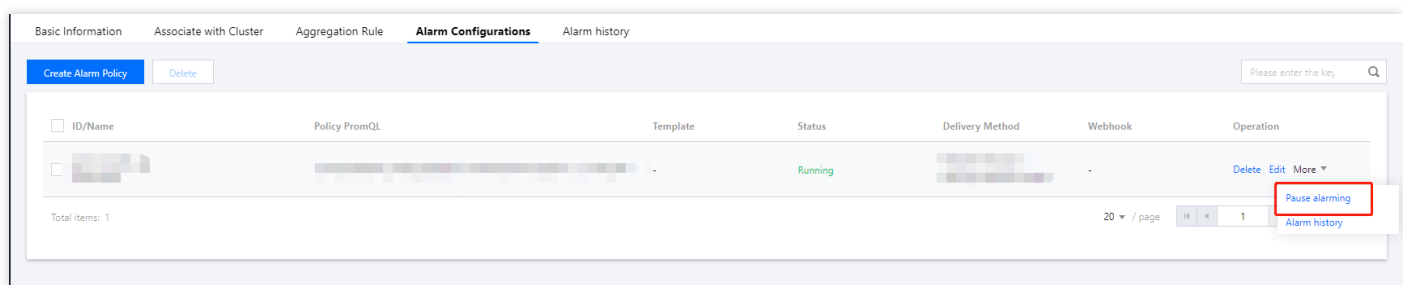 Basic Information Associate with Cluster Aggregation Rule Alarm Configurations Alarm history
Create Alarm Policy Delete Please enter the key
ID/Name Policy PromQL Template Status Delivery Method Webhook Operation
- Running - Delete Edit More
Pause alarming
Total items: 1 20 / page 1
Alarm history